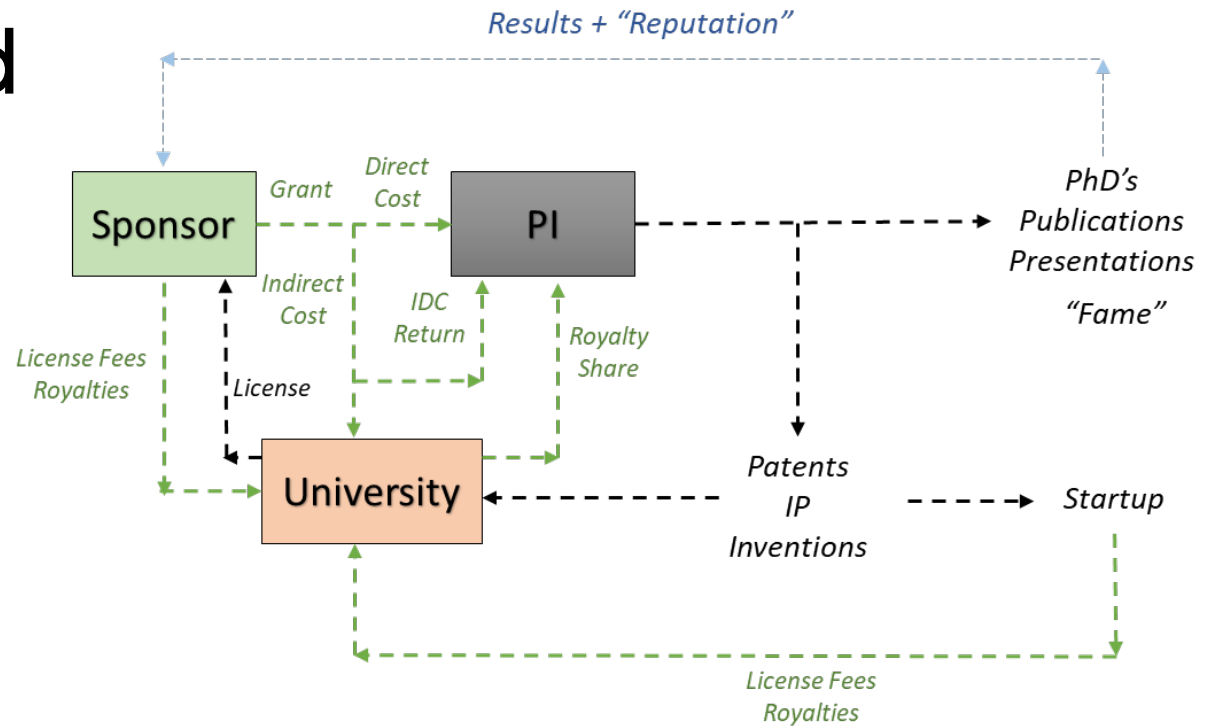 Results + “Reputation”
d
Grant
Direct
Cost
Sponsor
PI
PhD’s
Publications
Presentations
“Fame”
Indirect
Cost
IDC
Return
Royalty
Share
License Fees
Royalties
License
University
Patents
IP
Inventions
Startup
License Fees
Royalties